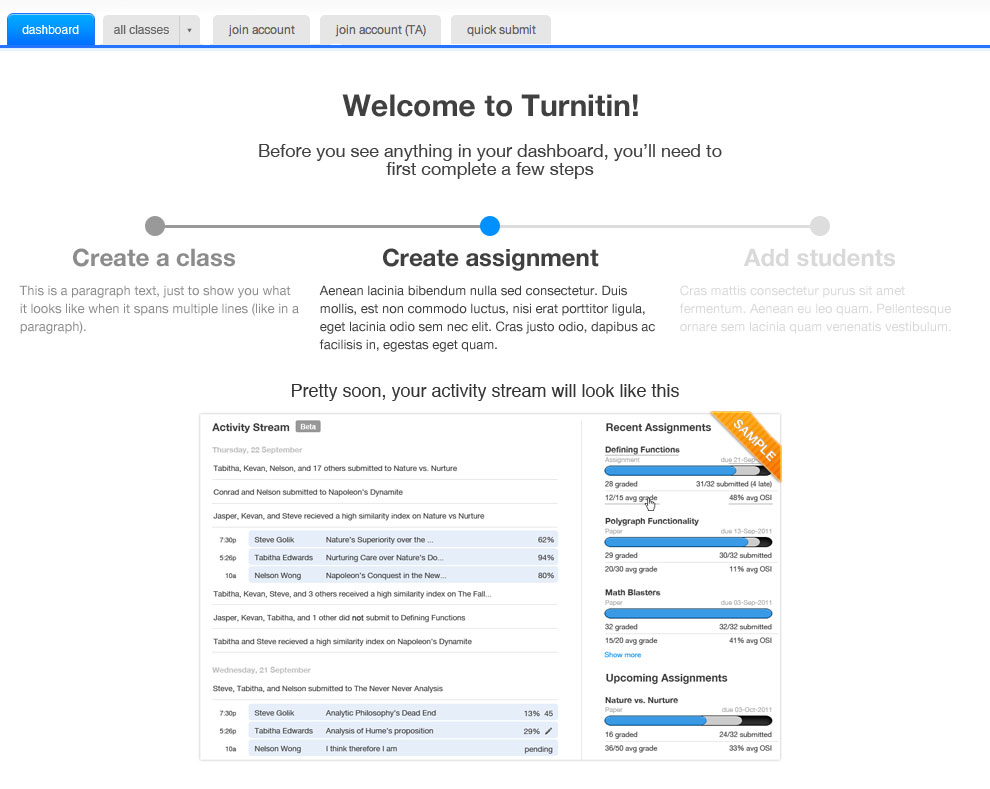 dashboard
all classes
join account
join account (TA)
quick submit
Welcome to Turnitin!
Before you see anything in your dashboard, you'll need to
first complete a few steps
Create a class
This is a paragraph text, just to show you what
it looks like when it spans multiple lines (like in a
paragraph).
Create assignment
Aenean lacinia bibendum nulla sed consectetur. Duis
mollis, est non commodo luctus, nisi erat porttitor ligula,
eget lacinia odio sem nec elit. Cras justo odio, dapibus ac
facilisis in, egestas eget quam.
Add students
Cras mattis consectetur purus sit amet
fermentum. Aenean eu leo quam. Pellentesque
ornare sem lacinia quam venenatis vestibulum.
Pretty soon, your activity stream will look like this
Activity Stream Beta
Thursday, 22 September
Tabitha, Kevan, Nelson, and 17 others submitted to Nature vs. Nurture
Conrad and Nelson submitted to Napoleon's Dynamite
Jasper, Kevan, and Steve recieved a high similarity index on Nature vs Nurture
7:30p Steve Golik Nature's Superiority over the ... 62%
5:26p Tabitha Edwards Nurturing Care over Nature's Do... 94%
10a Nelson Wong Napoleon's Conquest in the New... 80%
Tabitha, Kevan, Steve, and 3 others received a high similarity index on The Fall...
Jasper, Kevan, Tabitha, and 1 other did not submit to Defining Functions
Tabitha and Steve recieved a high similarity index on Napoleon's Dynamite
Wednesday, 21 September
Steve, Tabitha, and Nelson submitted to The Never Never Analysis
7:30p Steve Golik Analytic Philosophy's Dead End 13% 45
5:26p Tabitha Edwards Analysis of Hume's proposition 29%
10a Nelson Wong I think therefore I am pending
Recent Assignments
SAMPLE
Defining Functions
Assignment due 21-Sep
28 graded 31/32 submitted (4 late)
12/15 avg grade 48% avg OSI
Polygraph Functionality
Paper due 13-Sep-2011
29 graded 30/32 submitted
20/30 avg grade 11% avg OSI
Math Blasters
Paper due 03-Sep-2011
32 graded 32/32 submitted
15/20 avg grade 41% avg OSI
Show more
Upcoming Assignments
Nature vs. Nurture
Paper due 03-Oct-2011
16 graded 24/32 submitted
36/50 avg grade 33% avg OSI